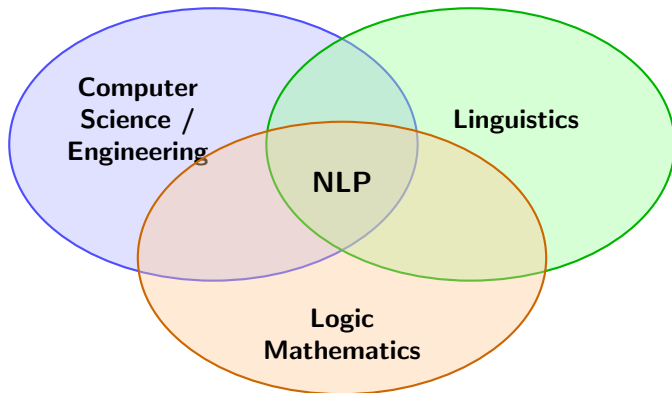 Computer
Science /
Engineering
Linguistics
NLP
Logic
Mathematics